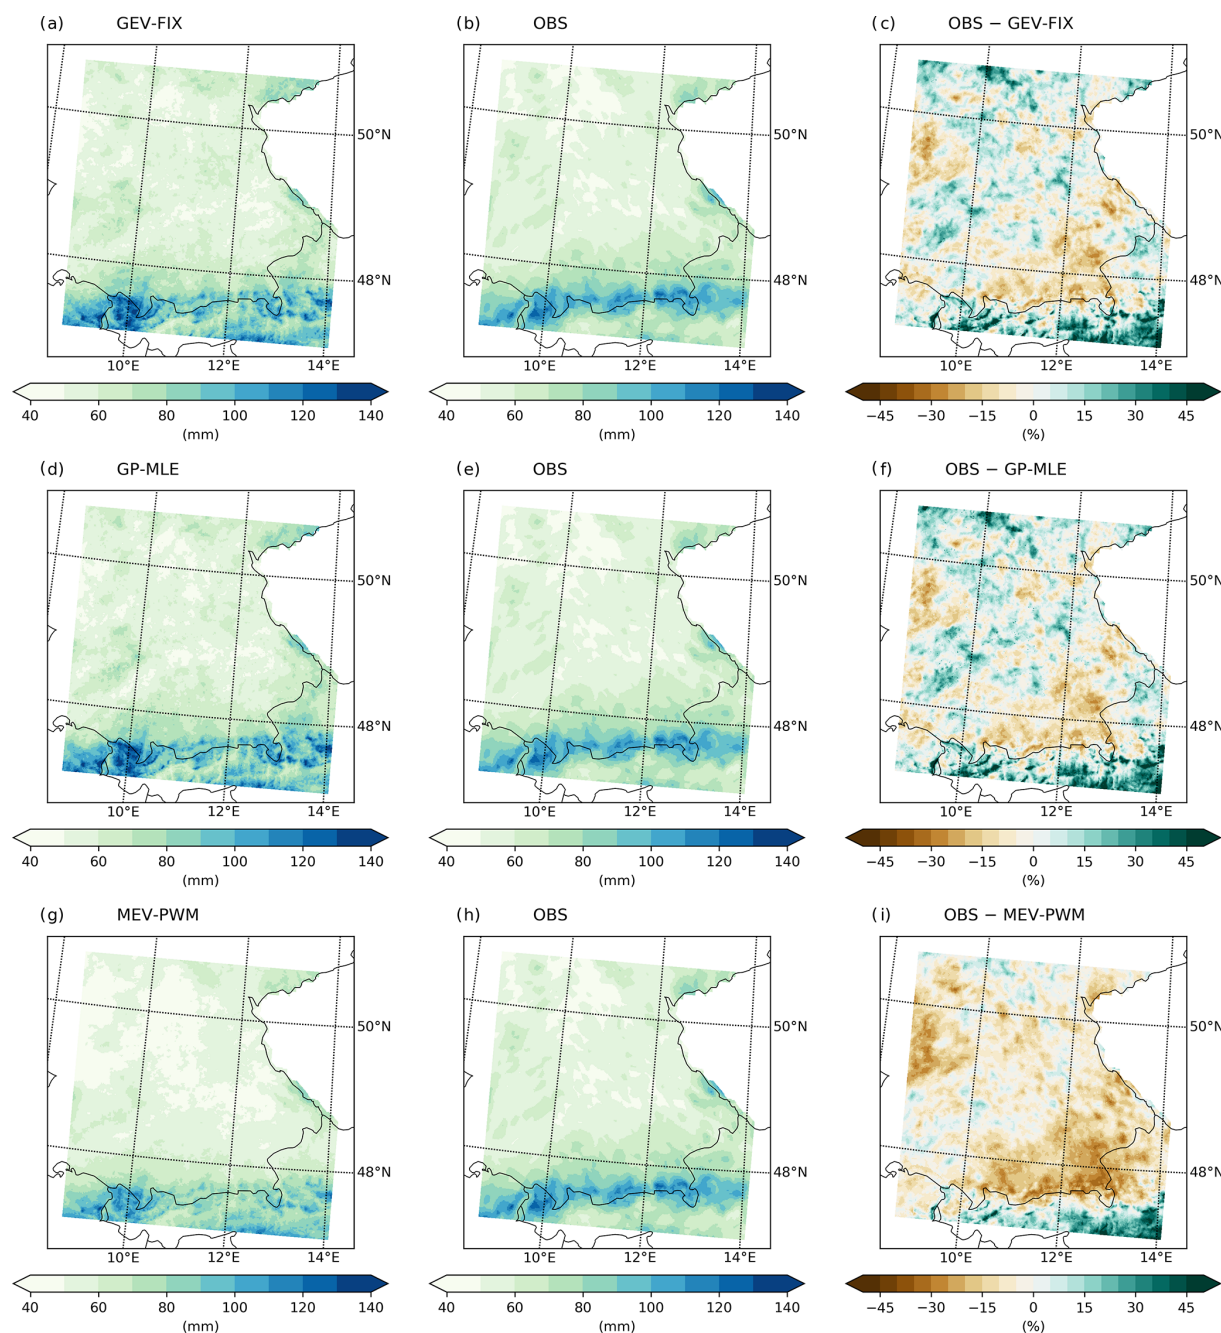 (a) GEV-FIX (b) OBS (c) OBS − GEV-FIX
50°N 50°N 50°N
48°N 48°N 48°N
10°E 12°E 14°E 10°E 12°E 14°E 10°E 12°E 14°E
40 60 80 100 120 140 40 60 80 100 120 140 −45 −30 −15 0 15 30 45
(mm) (mm) (%)
(d) GP-MLE (e) OBS (f) OBS − GP-MLE
50°N 50°N 50°N
48°N 48°N 48°N
10°E 12°E 14°E 10°E 12°E 14°E 10°E 12°E 14°E
40 60 80 100 120 140 40 60 80 100 120 140 −45 −30 −15 0 15 30 45
(mm) (mm) (%)
(g) MEV-PWM (h) OBS (i) OBS − MEV-PWM
50°N 50°N 50°N
48°N 48°N 48°N
10°E 12°E 14°E 10°E 12°E 14°E 10°E 12°E 14°E
40 60 80 100 120 140 40 60 80 100 120 140 −45 −30 −15 0 15 30 45
(mm) (mm) (%)